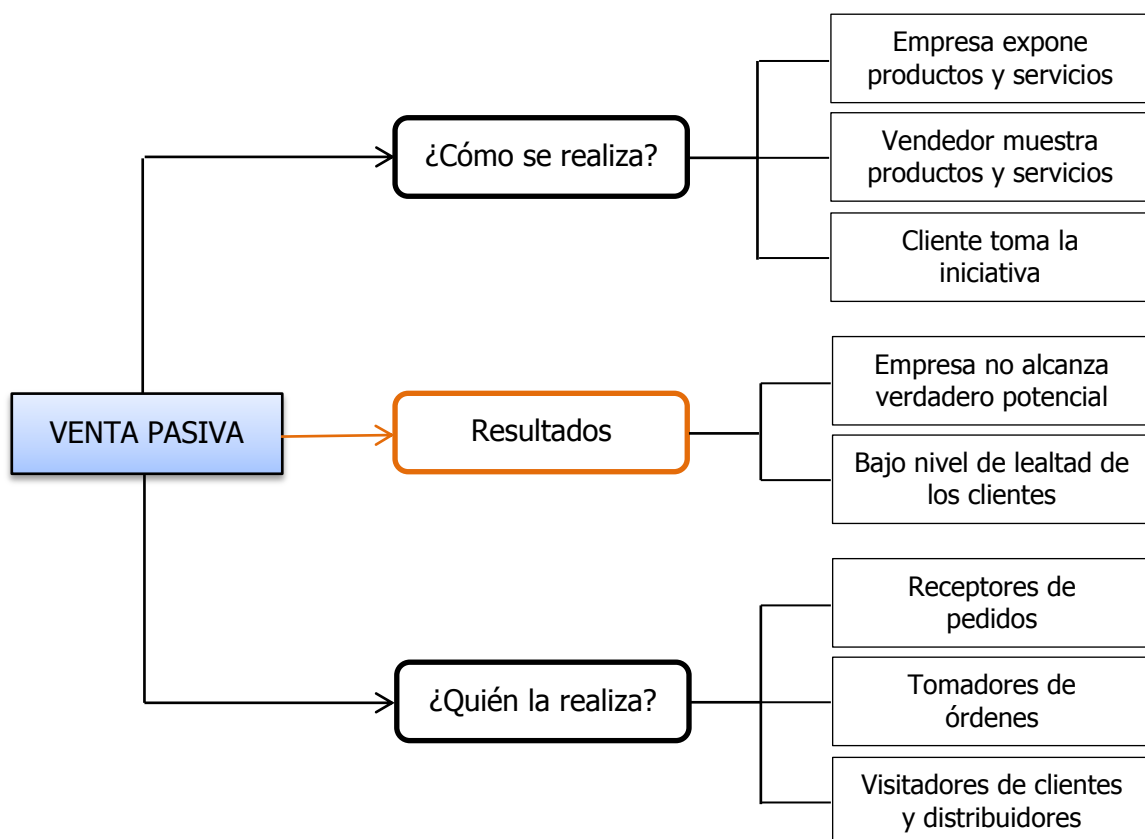 Empresa expone
productos y servicios
¿Cómo se realiza?
Vendedor muestra
productos y servicios
Cliente toma la
iniciativa
VENTA PASIVA
Resultados
Empresa no alcanza
verdadero potencial
Bajo nivel de lealtad de
los clientes
¿Quién la realiza?
Receptores de
pedidos
Tomadores de
órdenes
Visitadores de clientes
y distribuidores